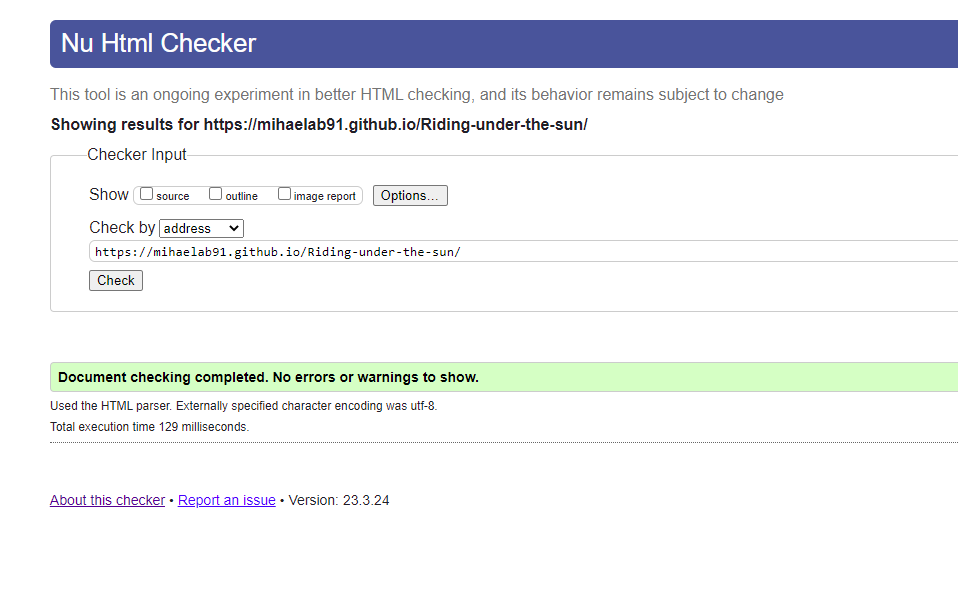 Nu Html Checker
This tool is an ongoing experiment in better HTML checking, and its behavior remains subject to change
Showing results for https://mihaelab91.github.io/Riding-under-the-sun/
Checker Input
Show source outline image report Options...
Check by address
https://mihaelab91.github.io/Riding-under-the-sun/
Check
Document checking completed. No errors or warnings to show.
Used the HTML parser. Externally specified character encoding was utf-8.
Total execution time 129 milliseconds.
About this checker • Report an issue • Version: 23.3.24